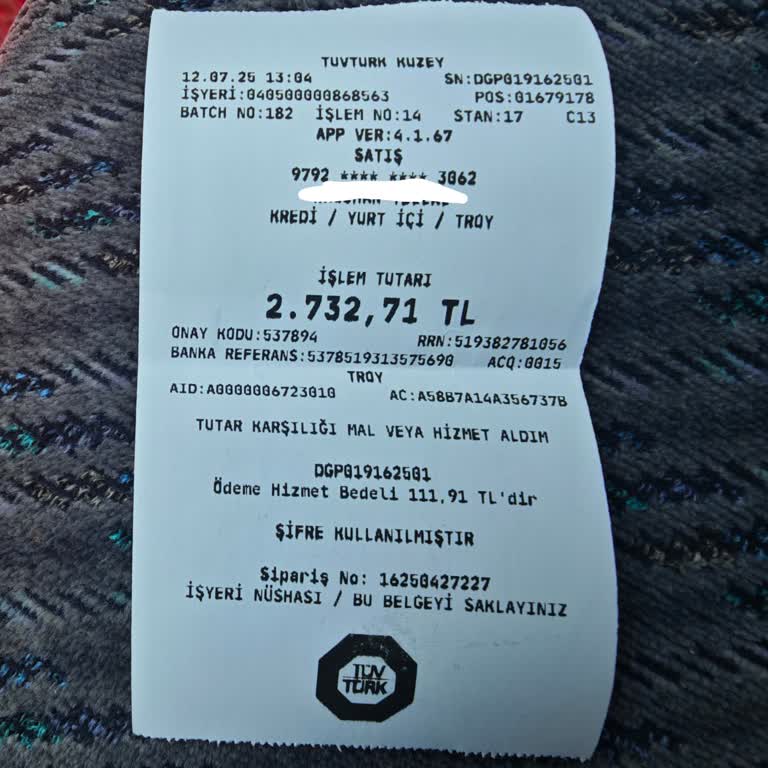 TUVTURK KUZEY
12.07.25 13:04 SN:DGP019162501
İŞYERİ:040500000868563 POS:01679178
BATCH NO:182 İŞLEM NO:14 STAN:17 C13
APP VER:4.1.67
SATIŞ
9792 **** **** 3062
KREDİ / YURT İÇİ / TROY
İŞLEM TUTARI
2.732,71 TL
ONAY KODU:537894 RRN:519382781056
BANKA REFERANS:5378519313575690 ACQ:0015
TROY
AID:A0000006723010 AC:A58B7A14A356737B
TUTAR KARŞILIĞI MAL VEYA HİZMET ALDIM
DGP019162501
Ödeme Hizmet Bedeli 111,91 TL'dir
ŞİFRE KULLANILMIŞTIR
Sipariş No: 16250427227
İŞYERİ NÜSHASI / BU BELGEYİ SAKLAYINIZ
TÜV
TÜRK